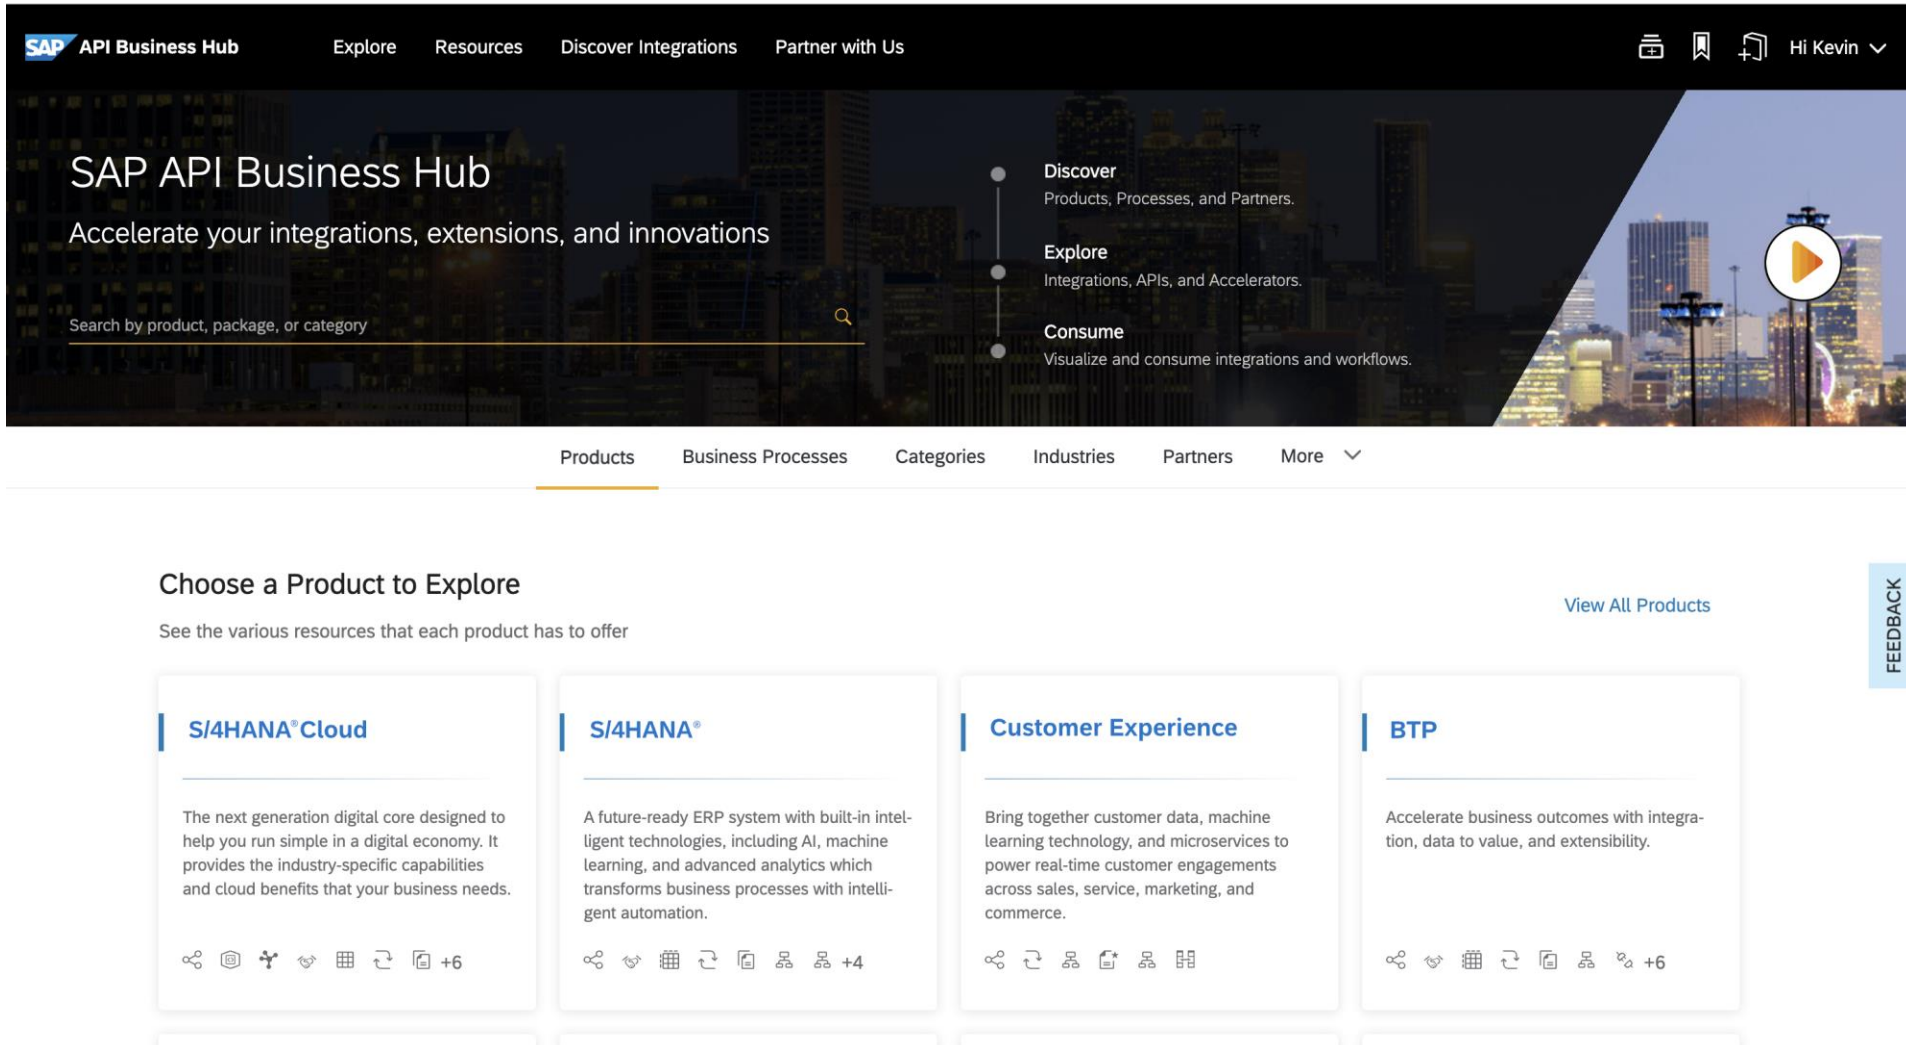 SAP API Business Hub
Explore
Resources
Discover Integrations
Partner with Us
Hi Kevin
SAP API Business Hub
Accelerate your integrations, extensions, and innovations
Search by product, package, or category
Discover
Products, Processes, and Partners.
Explore
Integrations, APIs, and Accelerators.
Consume
Visualize and consume integrations and workflows.
Products
Business Processes
Categories
Industries
Partners
More
Choose a Product to Explore
See the various resources that each product has to offer
View All Products
FEEDBACK
S/4HANA® Cloud
The next generation digital core designed to
help you run simple in a digital economy. It
provides the industry-specific capabilities
and cloud benefits that your business needs.
+6
S/4HANA®
A future-ready ERP system with built-in intel-
ligent technologies, including AI, machine
learning, and advanced analytics which
transforms business processes with intelli-
gent automation.
+4
Customer Experience
Bring together customer data, machine
learning technology, and microservices to
power real-time customer engagements
across sales, service, marketing, and
commerce.
BTP
Accelerate business outcomes with integra-
tion, data to value, and extensibility.
+6